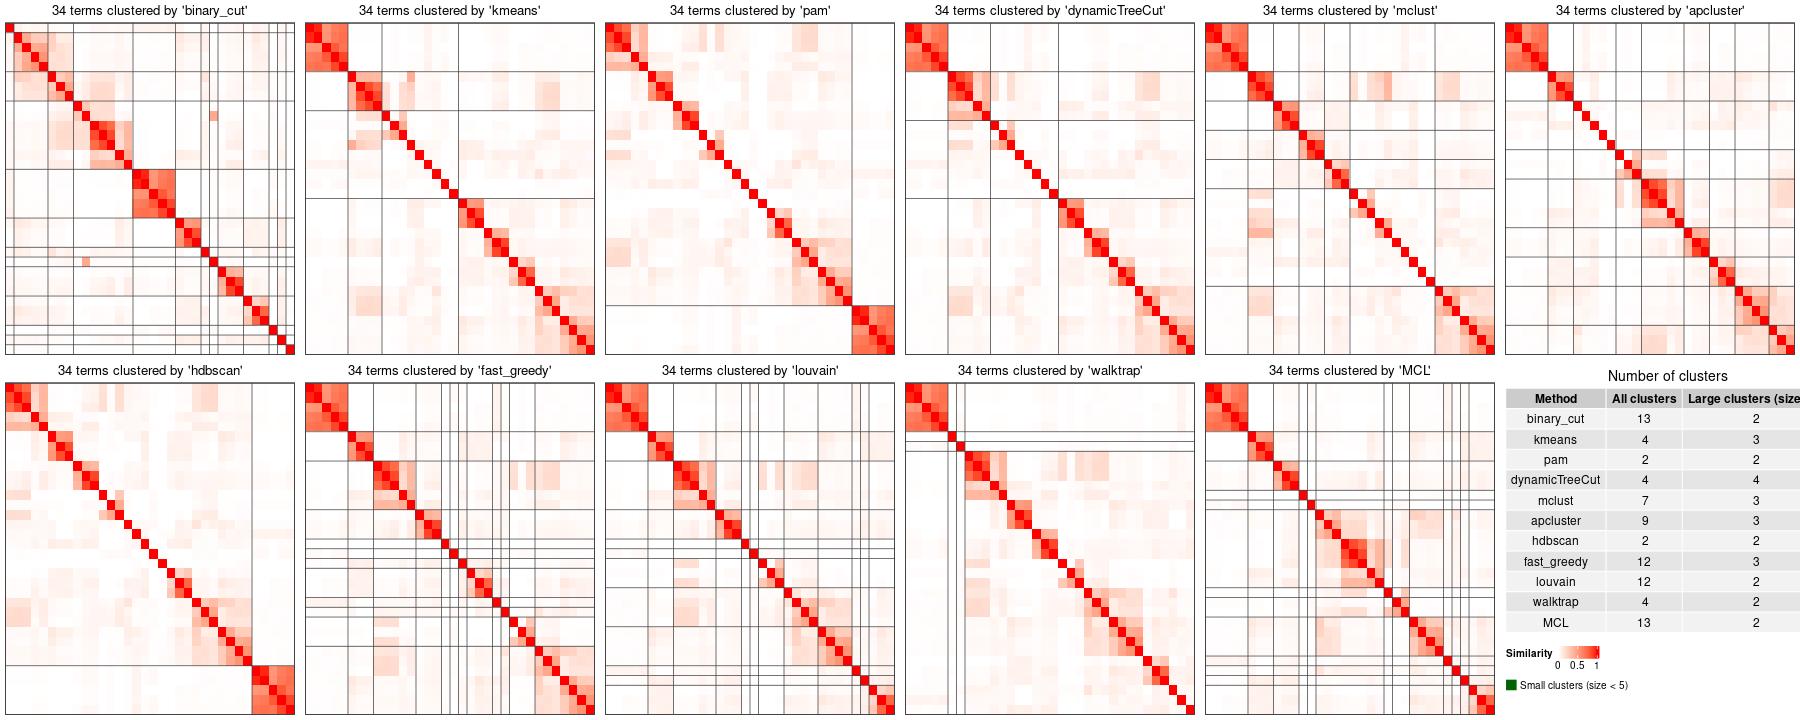 34 terms clustered by 'binary_cut'
34 terms clustered by 'kmeans'
34 terms clustered by 'pam'
34 terms clustered by 'dynamicTreeCut'
34 terms clustered by 'mclust'
34 terms clustered by 'apcluster'
34 terms clustered by 'hdbscan'
34 terms clustered by 'fast_greedy'
34 terms clustered by 'louvain'
34 terms clustered by 'walktrap'
34 terms clustered by 'MCL'
Number of clusters
Method All clusters Large clusters (size
binary_cut 13 2
kmeans 4 3
pam 2 2
dynamicTreeCut 4 4
mclust 7 3
apcluster 9 3
hdbscan 2 2
fast_greedy 12 3
louvain 12 2
walktrap 4 2
MCL 13 2
Similarity
0 0.5 1
Small clusters (size < 5)